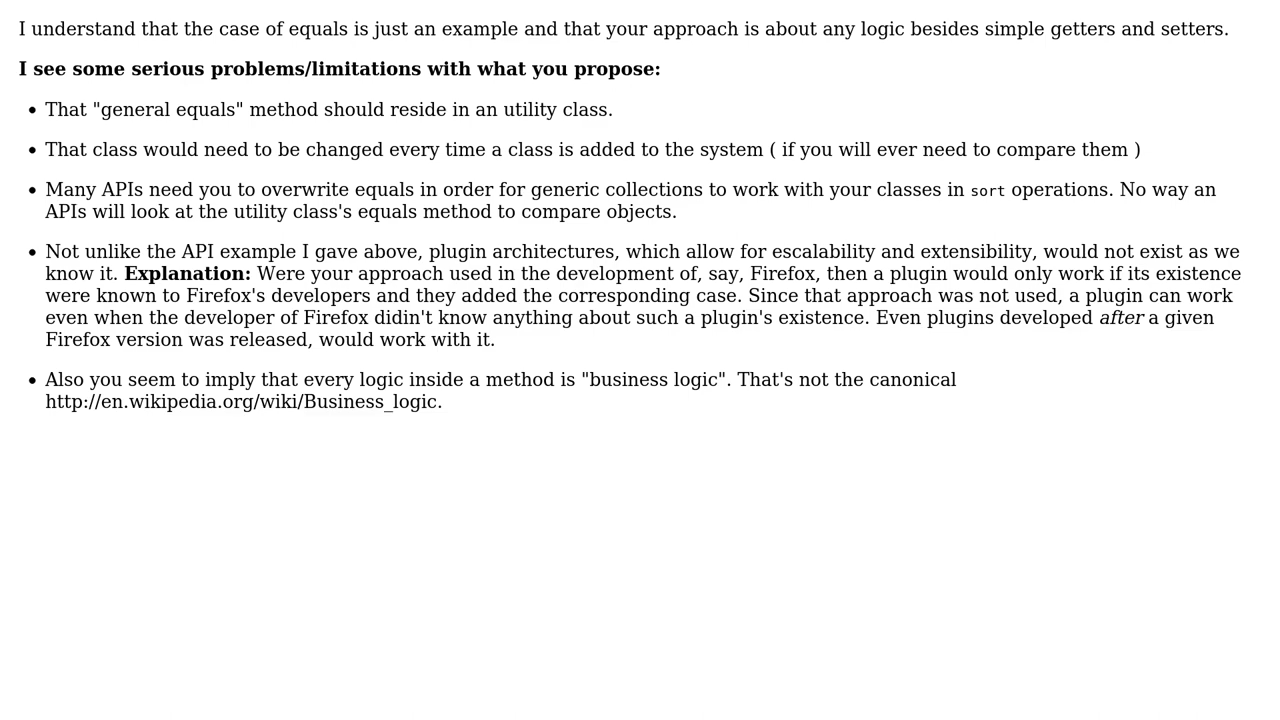 I understand that the case of equals is just an example and that your approach is about any logic besides simple getters and setters.
I see some serious problems/limitations with what you propose:
• That "general equals" method should reside in an utility class.
• That class would need to be changed every time a class is added to the system ( if you will ever need to compare them )
• Many APIs need you to overwrite equals in order for generic collections to work with your classes in sort operations. No way an
APIs will look at the utility class's equals method to compare objects.
• Not unlike the API example I gave above, plugin architectures, which allow for escalability and extensibility, would not exist as we
know it. Explanation: Were your approach used in the development of, say, Firefox, then a plugin would only work if its existence
were known to Firefox's developers and they added the corresponding case. Since that approach was not used, a plugin can work
even when the developer of Firefox didin't know anything about such a plugin's existence. Even plugins developed after a given
Firefox version was released, would work with it.
• Also you seem to imply that every logic inside a method is "business logic". That's not the canonical
http://en.wikipedia.org/wiki/Business_logic.